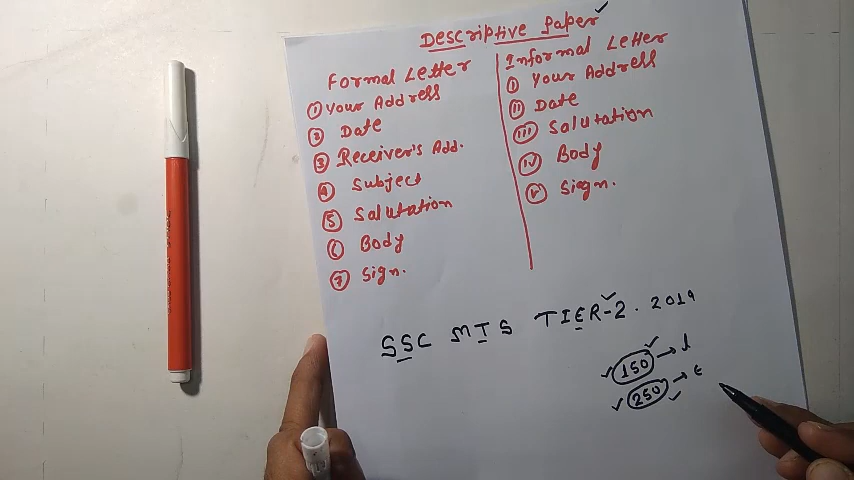 Descriptive Paper
Formal Letter
① Your Address
② Date
③ Receiver's Add.
④ Subject
⑤ Salutation
⑥ Body
⑦ Sign.
Informal Letter
ⓘ Your Address
ⓘⓘ Date
ⓘⓘⓘ Salutation
ⓘⓥ Body
ⓥ Sign.
SSC MTS TIER-2. 2019
150 → l
250 → E